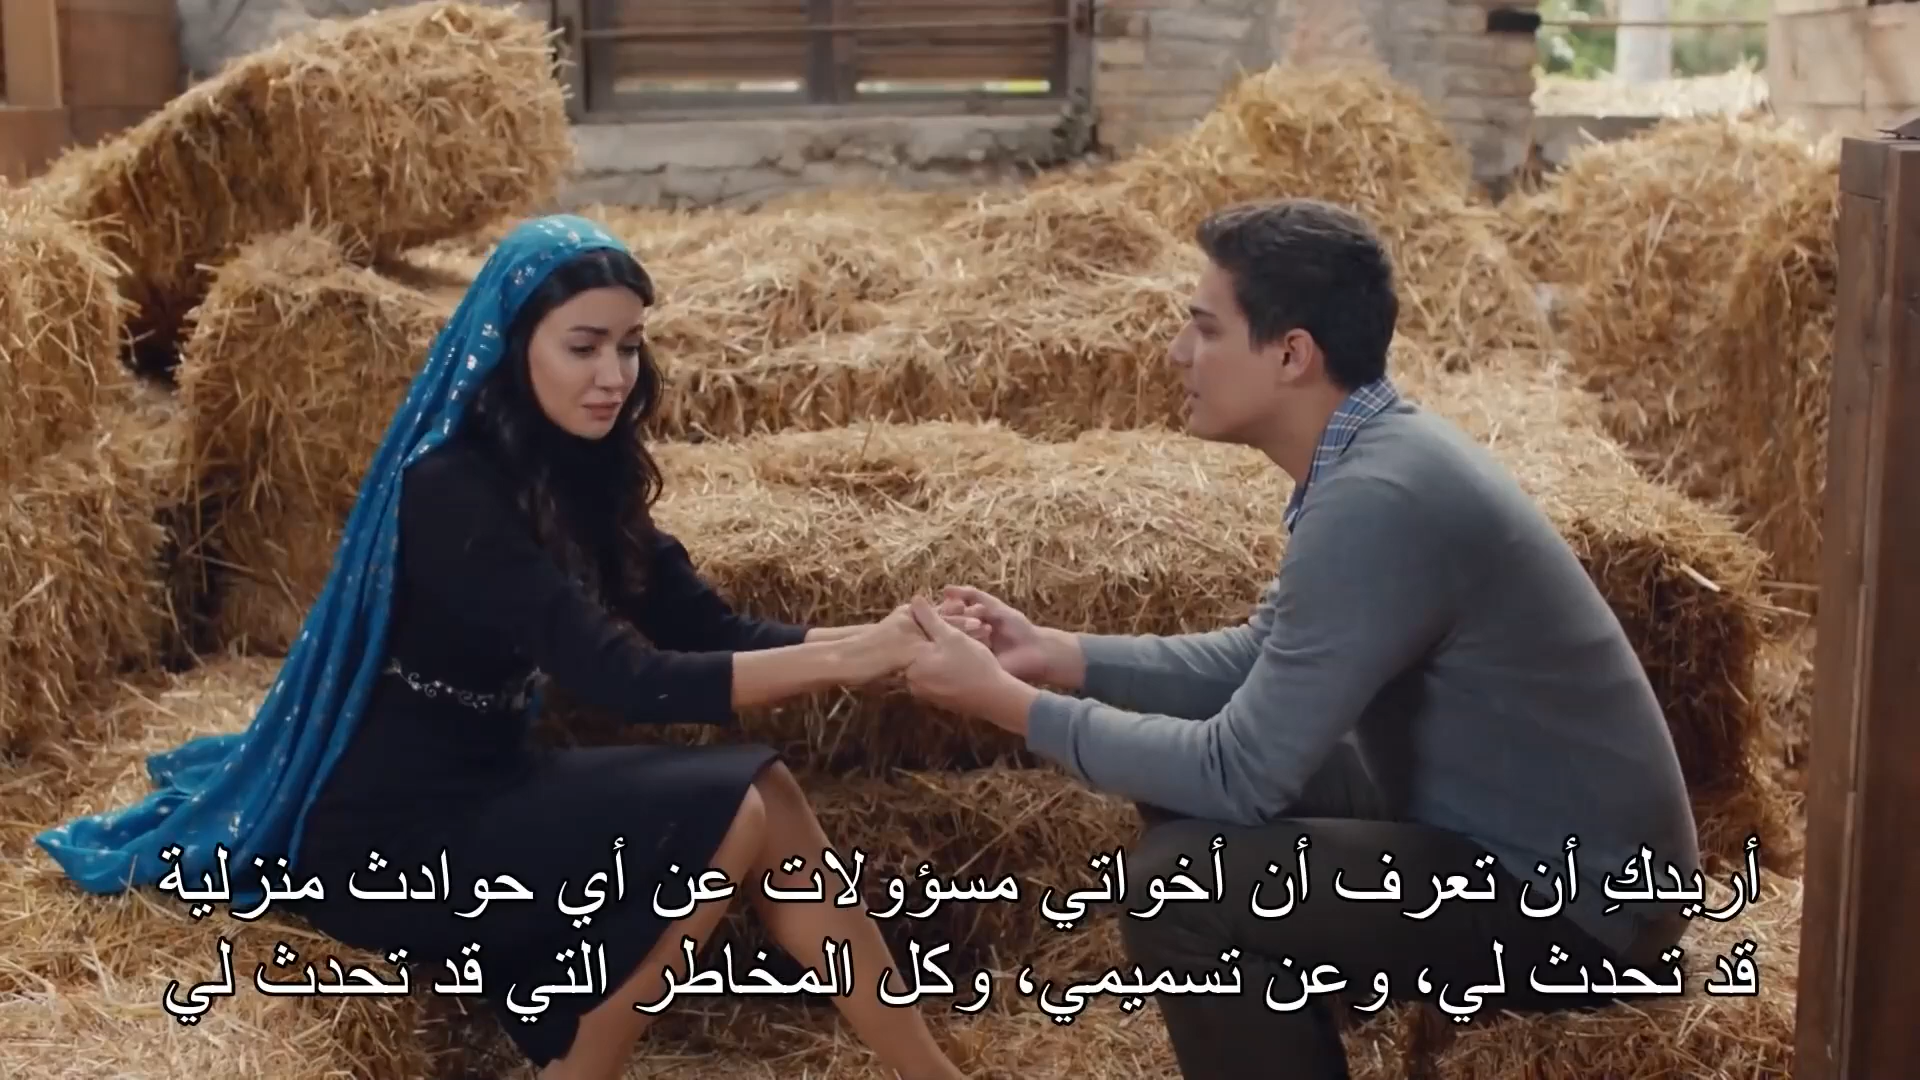 أريدكِ أن تعرف أن أخواتي مسؤولات عن أي حوادث منزلية
قد تحدث لي، وعن تسميمي، وكل المخاطر التي قد تحدث لي